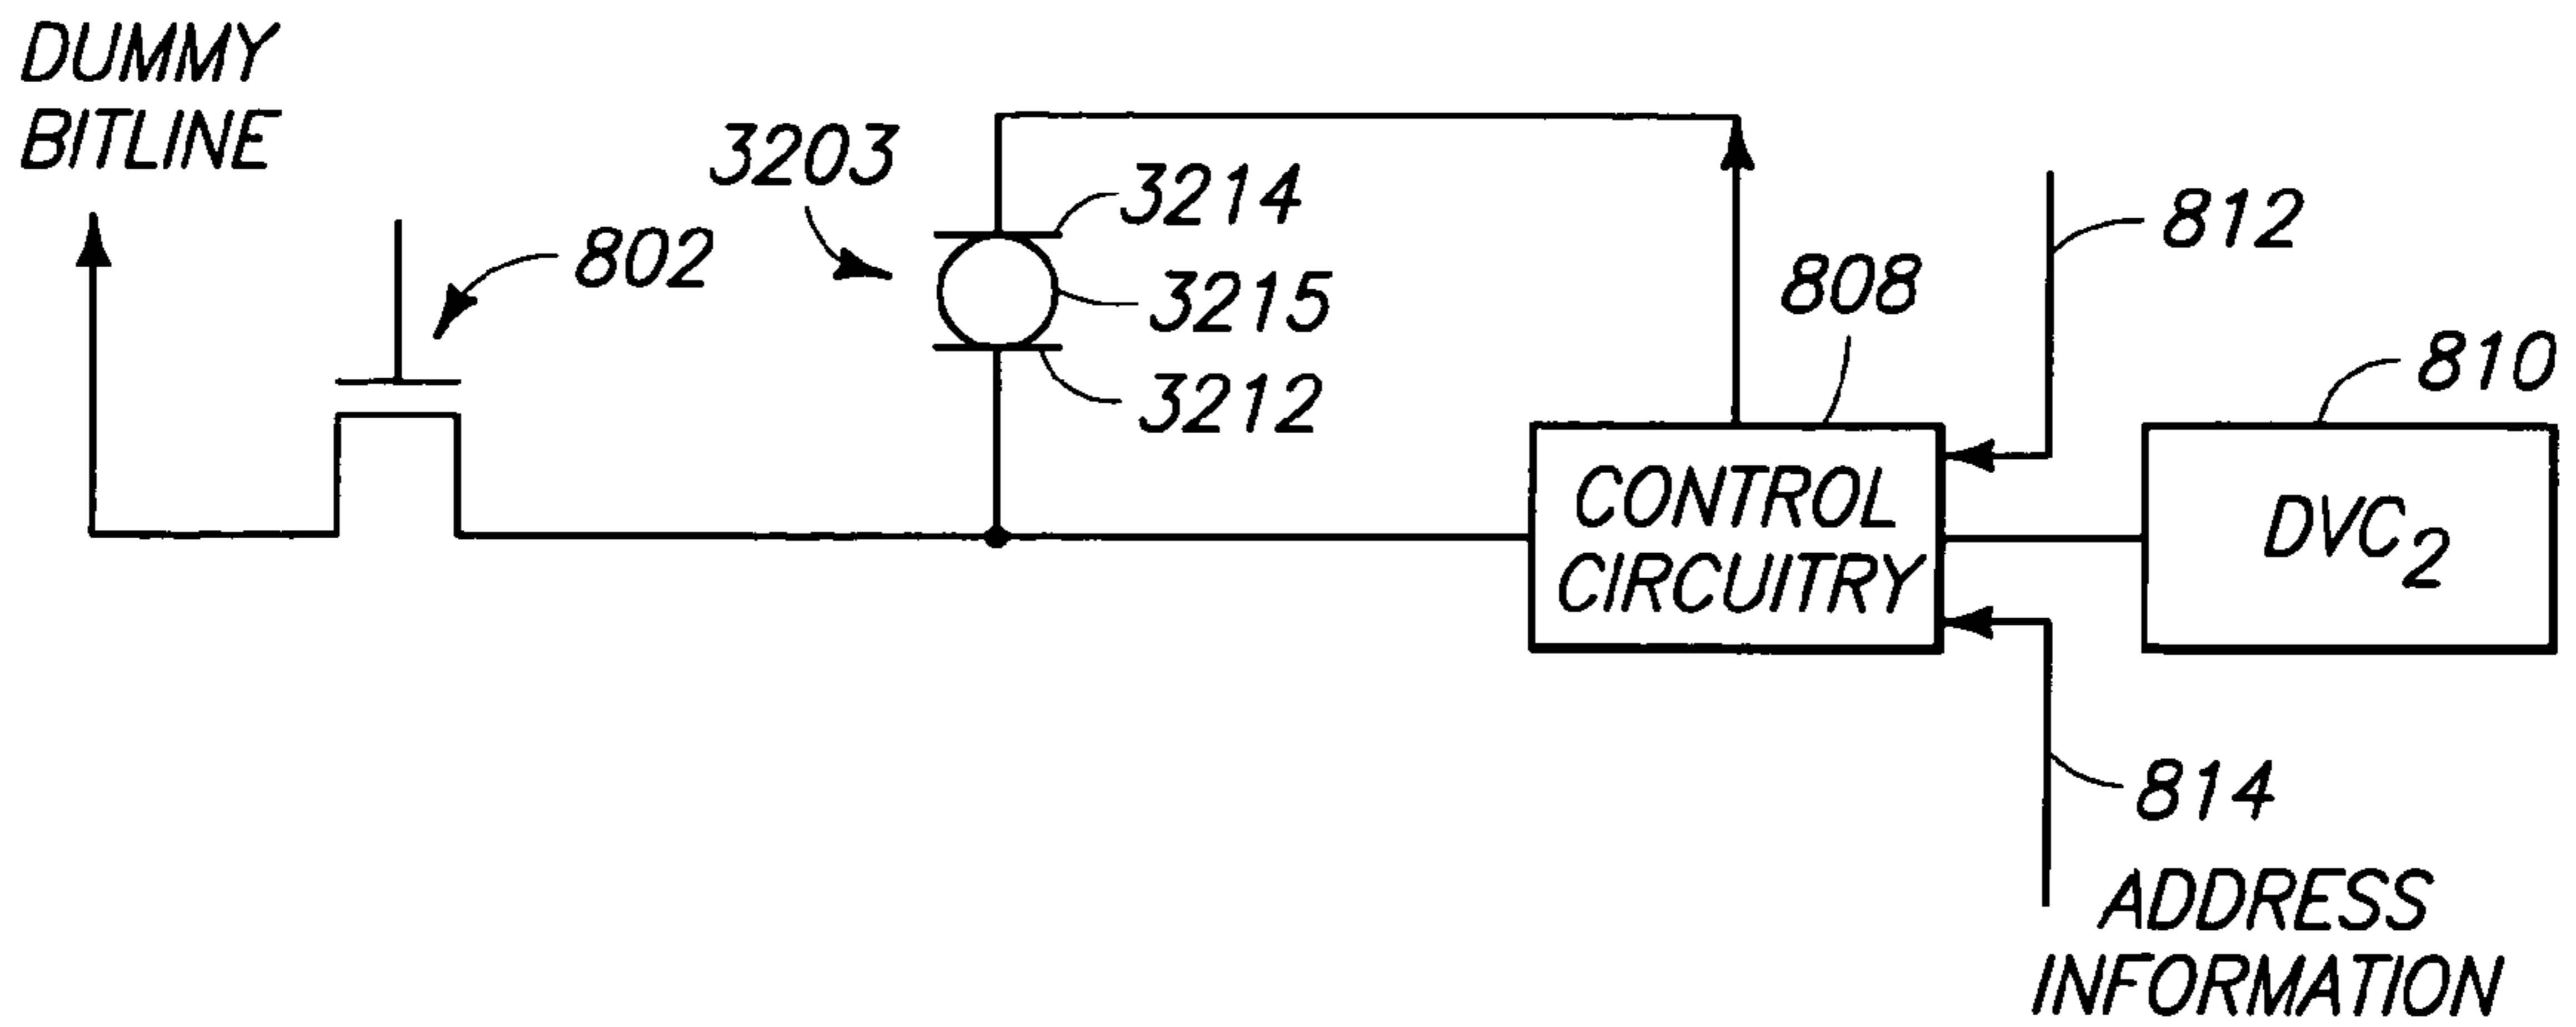 DUMMY
BITLINE
802
3203
3214
3215
3212
808
812
810
CONTROL
CIRCUITRY
DVC₂
814
ADDRESS
INFORMATION